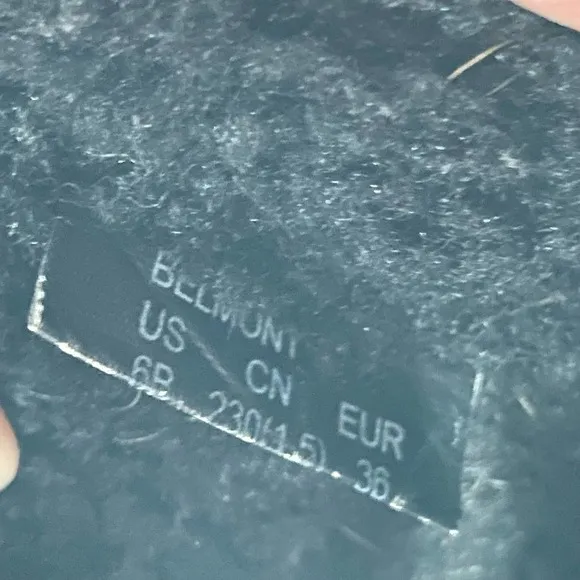 BELMONT
US CN EUR
6B 230(1.5) 36